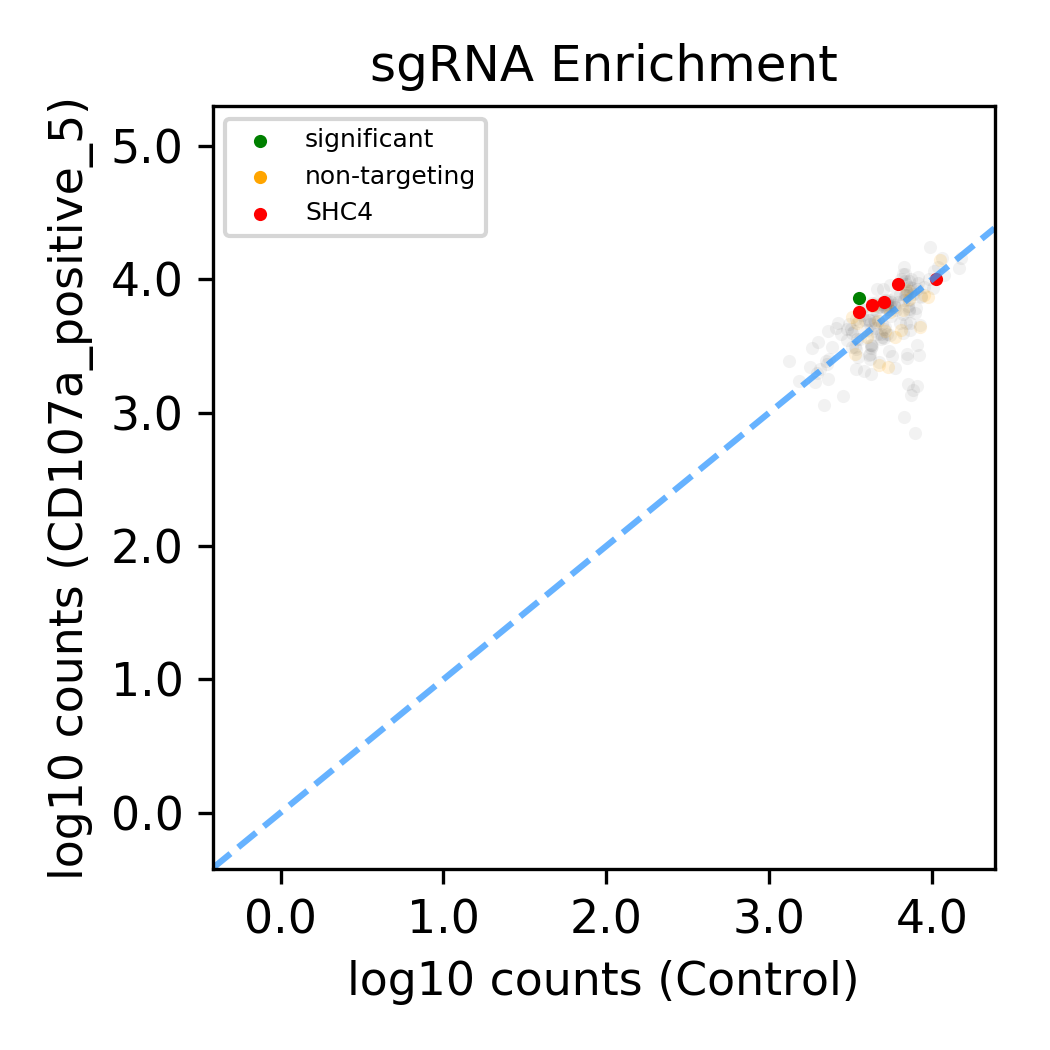 sgRNA Enrichment
log10 counts (CD107a_positive_5)
5.0
4.0
3.0
2.0
1.0
0.0
significant
non-targeting
SHC4
0.0 1.0 2.0 3.0 4.0
log10 counts (Control)